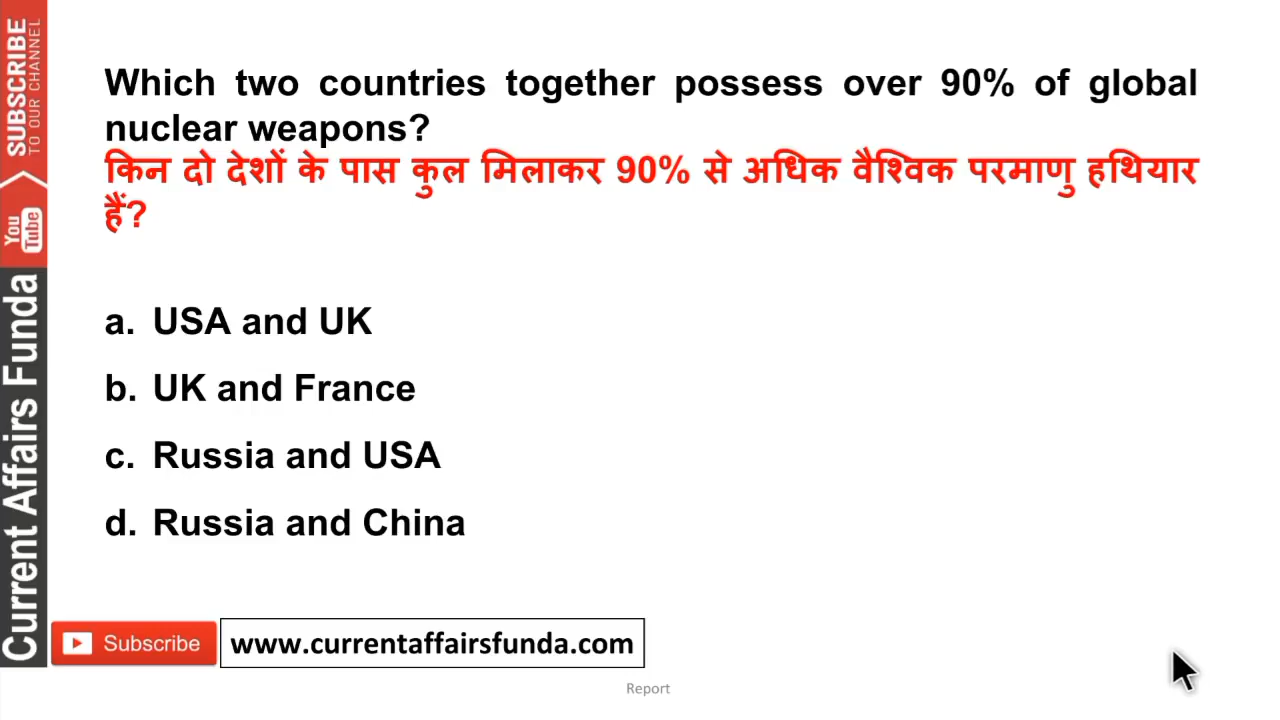 SUBSCRIBE
TO OUR CHANNEL
You
Tube
Current Affairs Funda
Which two countries together possess over 90% of global
nuclear weapons?
किन दो देशों के पास कुल मिलाकर 90% से अधिक वैश्विक परमाणु हथियार
हैं?
a. USA and UK
b. UK and France
c. Russia and USA
d. Russia and China
Subscribe
www.currentaffairsfunda.com
Report